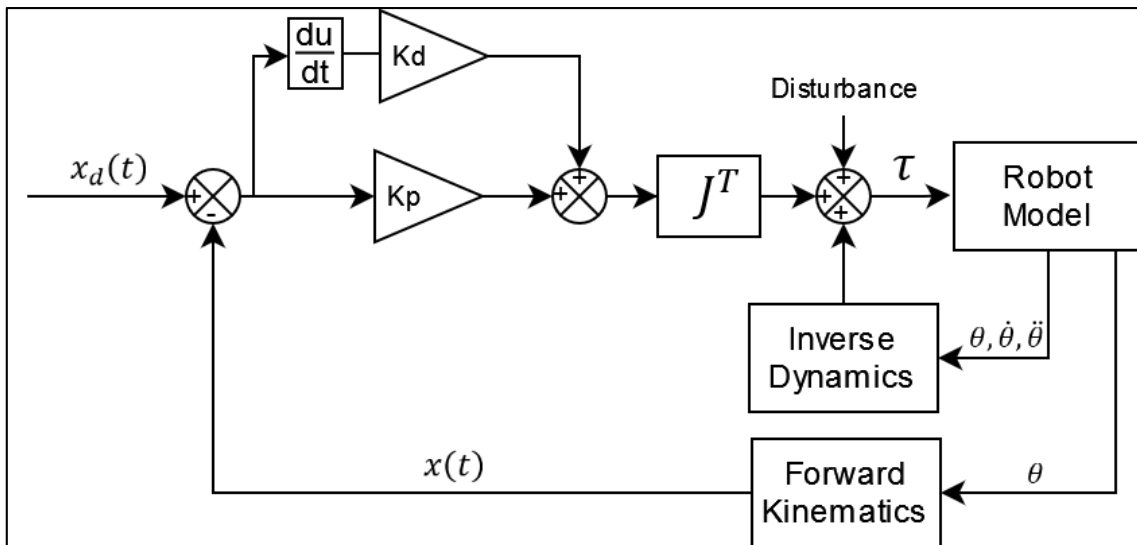 du
dt
Kd
Disturbance
x_d(t)
+
-
Kp
+
+
J^T
+
+
+
τ
Robot
Model
Inverse
Dynamics
θ, θ̇, θ̈
x(t)
Forward
Kinematics
θ